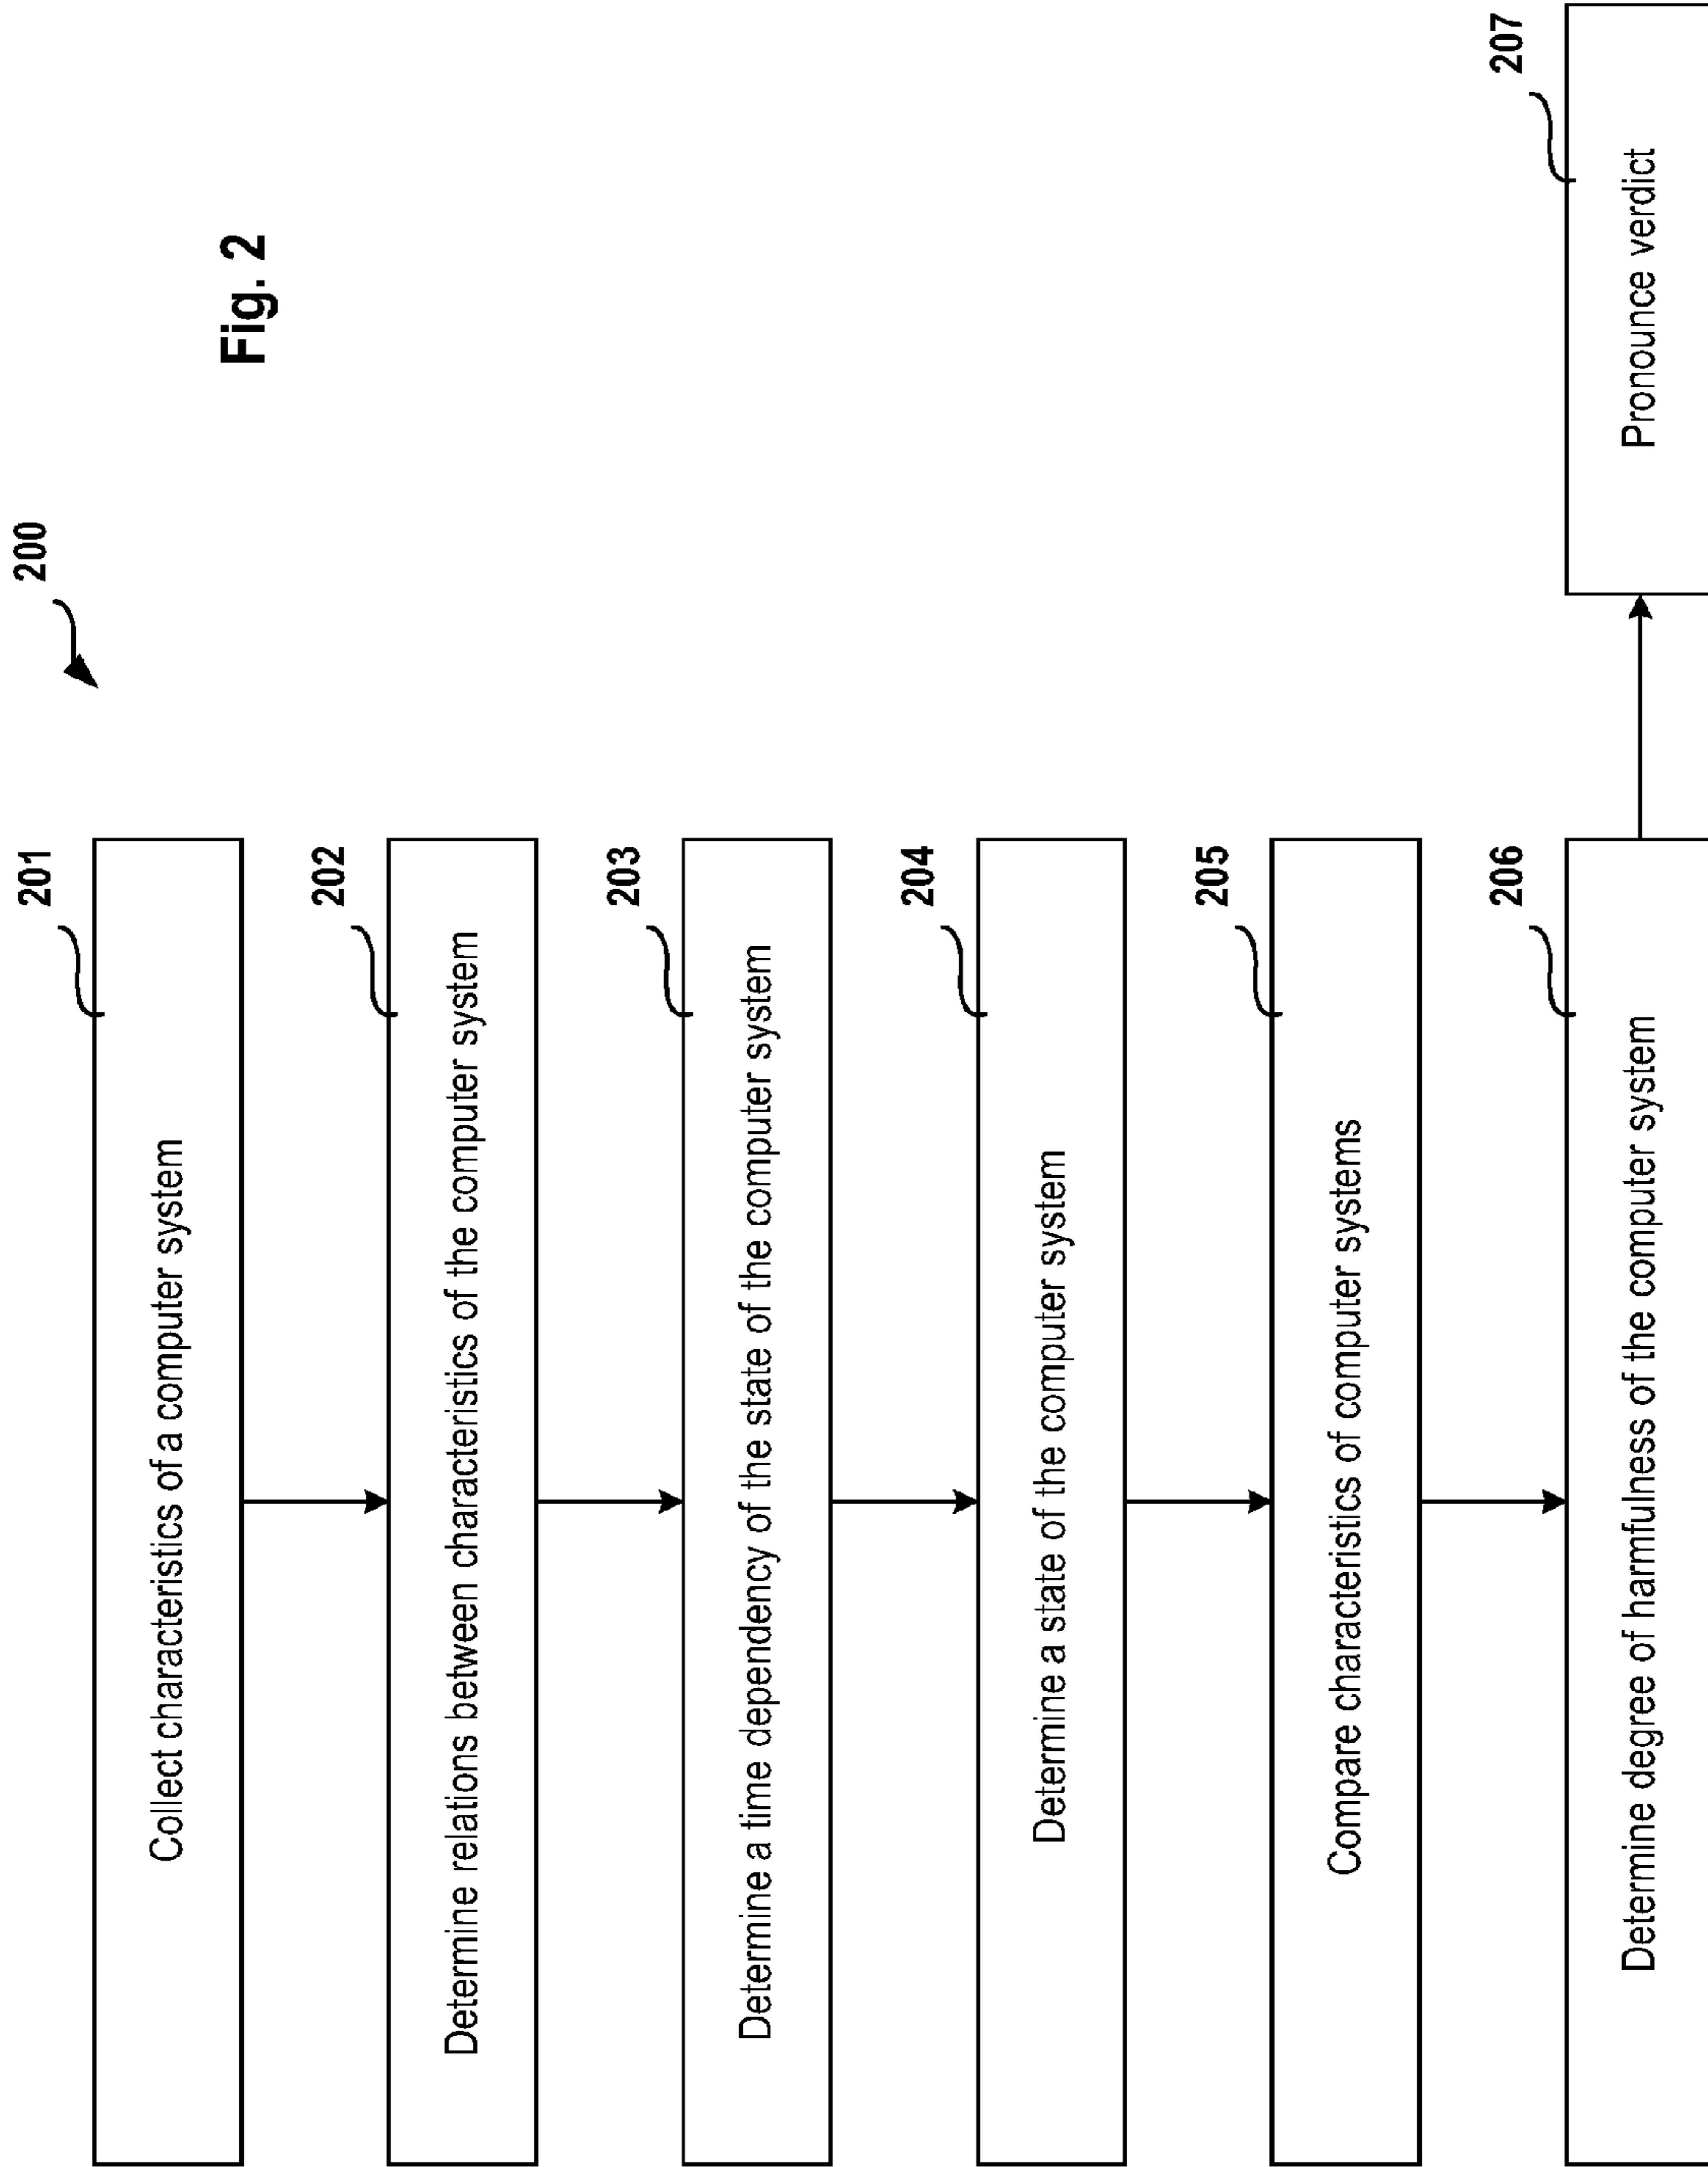 Fig. 2
200
201
Collect characteristics of a computer system
202
Determine relations between characteristics of the computer system
203
Determine a time dependency of the state of the computer system
204
Determine a state of the computer system
205
Compare characteristics of computer systems
206
Determine degree of harmfulness of the computer system
207
Pronounce verdict